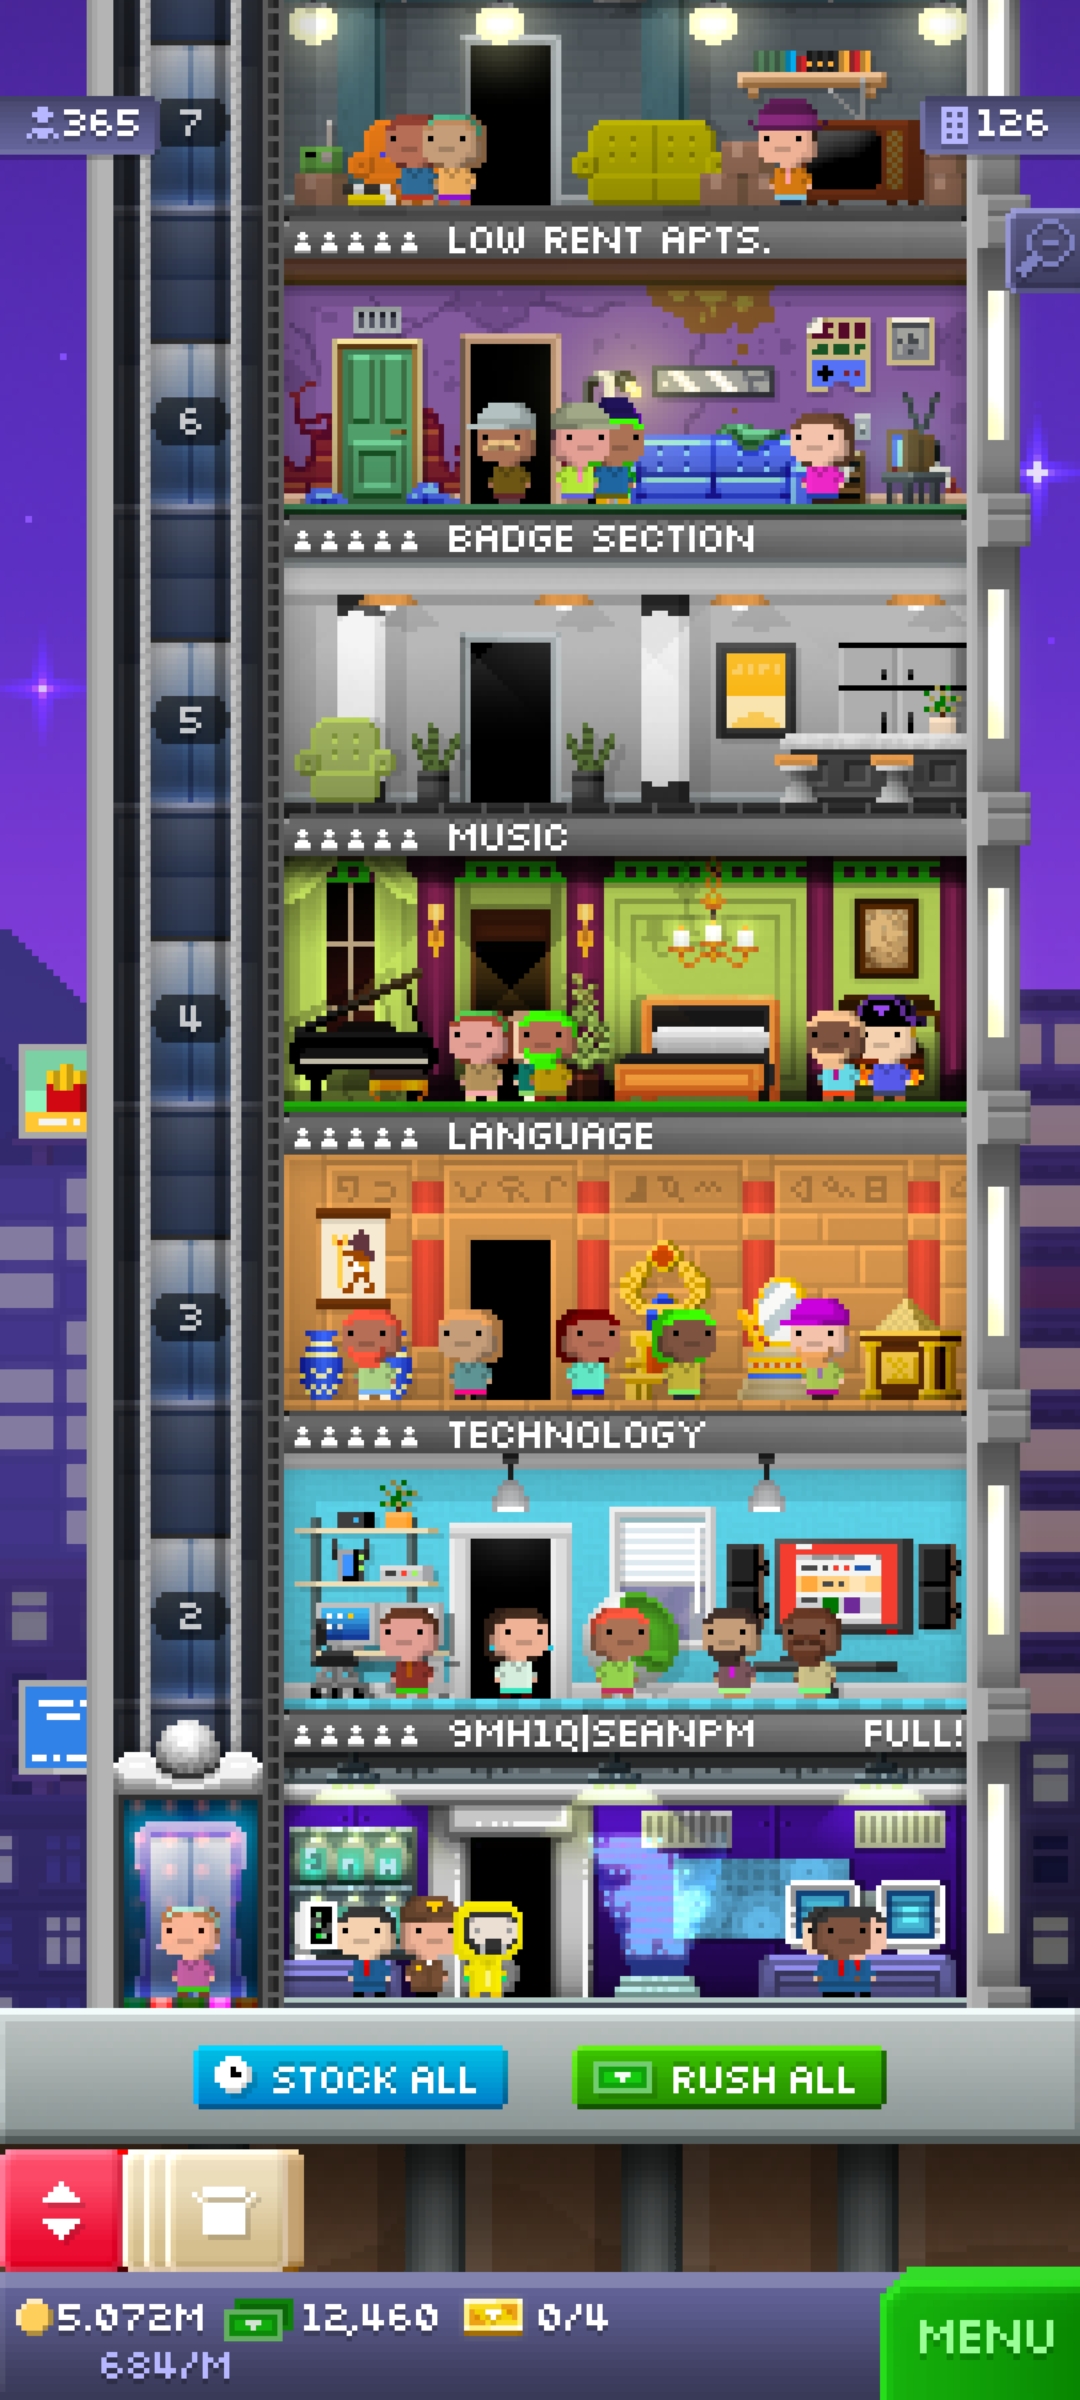 365
7
126
LOW RENT APTS.
6
BADGE SECTION
5
MUSIC
4
LANGUAGE
3
TECHNOLOGY
2
9MH1Q|SEANPM FULL!
STOCK ALL
RUSH ALL
5.072M 12,460 0/4
684/M
MENU